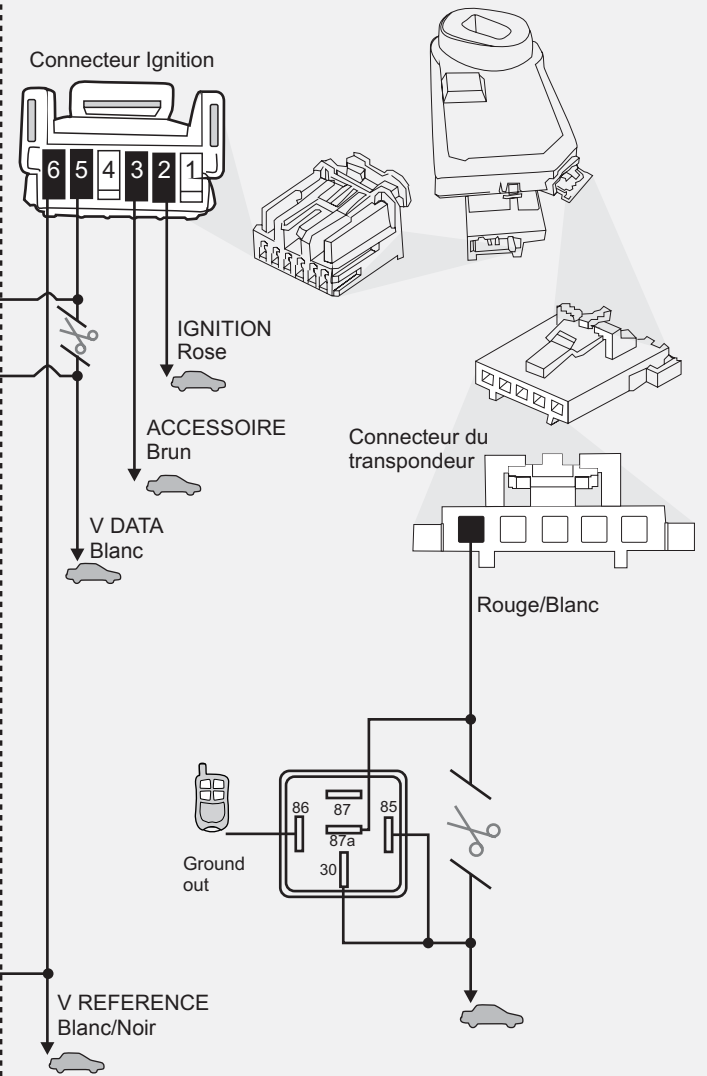 Connecteur Ignition
6 5 4 3 2 1
IGNITION
Rose
ACCESSOIRE
Brun
Connecteur du
transpondeur
V DATA
Blanc
Rouge/Blanc
86
87
85
87a
30
Ground
out
V REFERENCE
Blanc/Noir